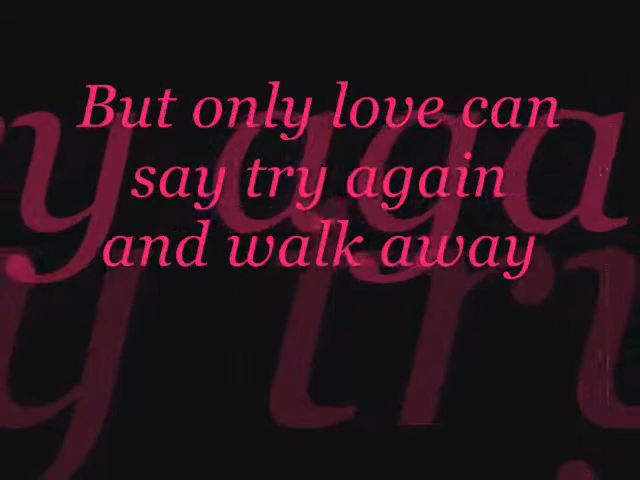 But only love can
say try again
and walk away